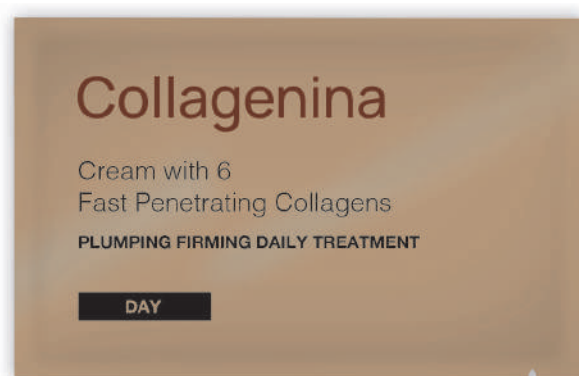 Collagenina
Cream with 6
Fast Penetrating Collagens
PLUMPING FIRMING DAILY TREATMENT
DAY